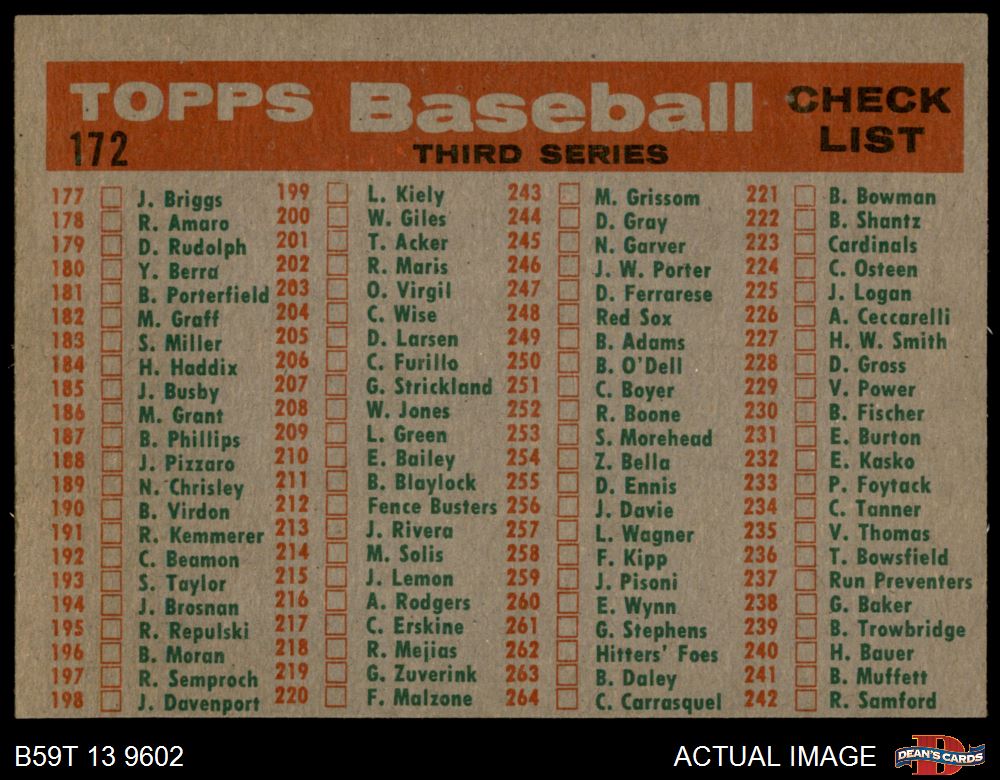 TOPPS Baseball CHECK LIST
172
THIRD SERIES
177 J. Briggs
178 R. Amaro
179 D. Rudolph
180 Y. Berra
181 B. Porterfield
182 M. Graff
183 S. Miller
184 H. Haddix
185 J. Busby
186 M. Grant
187 B. Phillips
188 J. Pizzaro
189 N. Chrisley
190 B. Virdon
191 R. Kemmerer
192 C. Beamon
193 S. Taylor
194 J. Brosnan
195 R. Repulski
196 B. Moran
197 R. Semproch
198 J. Davenport
199 L. Kiely
200 W. Giles
201 T. Acker
202 R. Maris
203 O. Virgil
204 C. Wise
205 D. Larsen
206 C. Furillo
207 G. Strickland
208 W. Jones
209 L. Green
210 E. Bailey
211 B. Blaylock
212 Fence Busters
213 J. Rivera
214 M. Solis
215 J. Lemon
216 A. Rodgers
217 C. Erskine
218 R. Mejias
219 G. Zuverink
220 F. Malzone
243 M. Grissom
244 D. Gray
245 N. Garver
246 J. W. Porter
247 D. Ferrarese
248 Red Sox
249 B. Adams
250 B. O'Dell
251 C. Boyer
252 R. Boone
253 S. Morehead
254 Z. Bella
255 D. Ennis
256 J. Davie
257 L. Wagner
258 F. Kipp
259 J. Pisoni
260 E. Wynn
261 G. Stephens
262 Hitters' Foes
263 B. Daley
264 C. Carrasquel
221 B. Bowman
222 B. Shantz
223 Cardinals
224 C. Osteen
225 J. Logan
226 A. Ceccarelli
227 H. W. Smith
228 D. Gross
229 V. Power
230 B. Fischer
231 E. Burton
232 E. Kasko
233 P. Foytack
234 C. Tanner
235 V. Thomas
236 T. Bowsfield
237 Run Preventers
238 G. Baker
239 B. Trowbridge
240 H. Bauer
241 B. Muffett
242 R. Samford
B59T 13 9602
ACTUAL IMAGE
DEAN'S CARDS